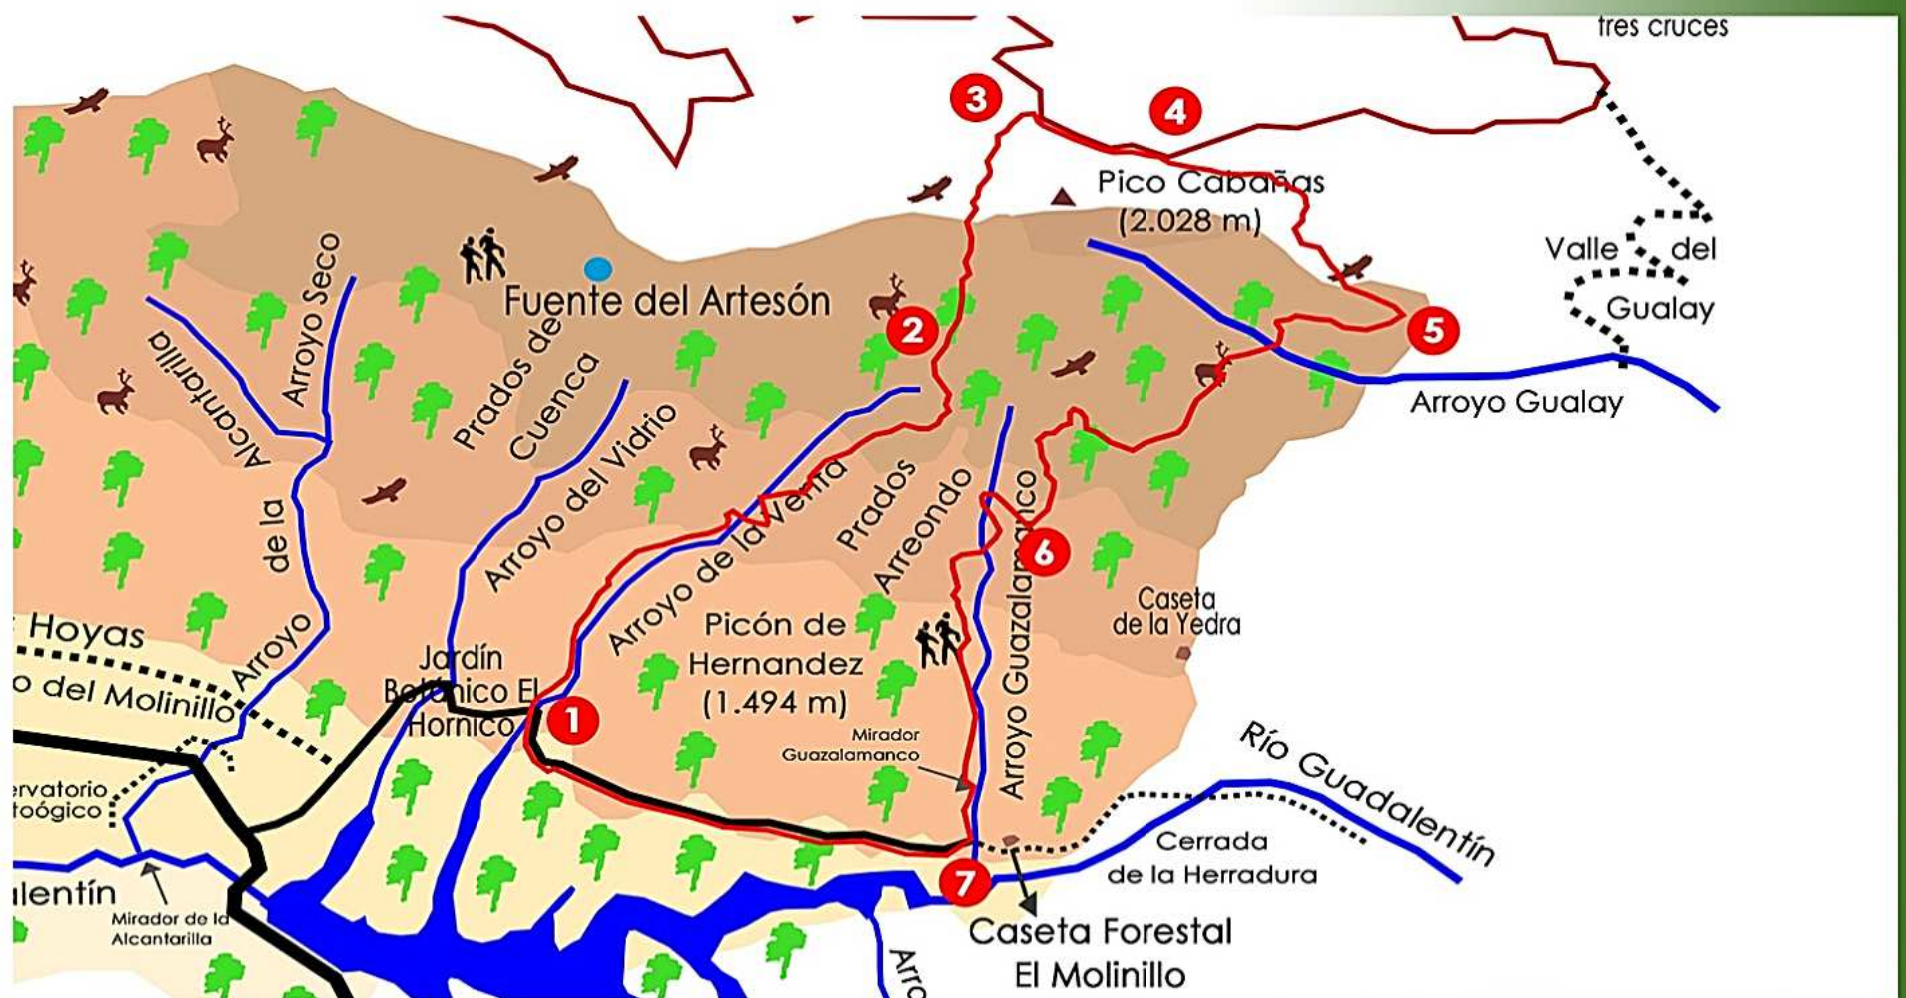 tres cruces
3
4
Pico Cabañas
(2.028 m)
Valle del
Gualay
Arroyo Seco
Fuente del Artesón
2
5
Alcantarilla
de la
Arroyo
Prados de
Cuenca
Arroyo Gualay
Arroyo del Vidrio
Arroyo de la Venta
Prados
Arreondo
Arroyo Guazalamanco
6
Caseta
de la Yedra
Hoyas
o del Molinillo
Jardín
Botánico El
Hornico
1
Picón de
Hernandez
(1.494 m)
Mirador
Guazalamanco
Río Guadalentín
ervatorio
toógico
Cerrada
de la Herradura
7
alentín
Mirador de la
Alcantarilla
Caseta Forestal
El Molinillo
Arro